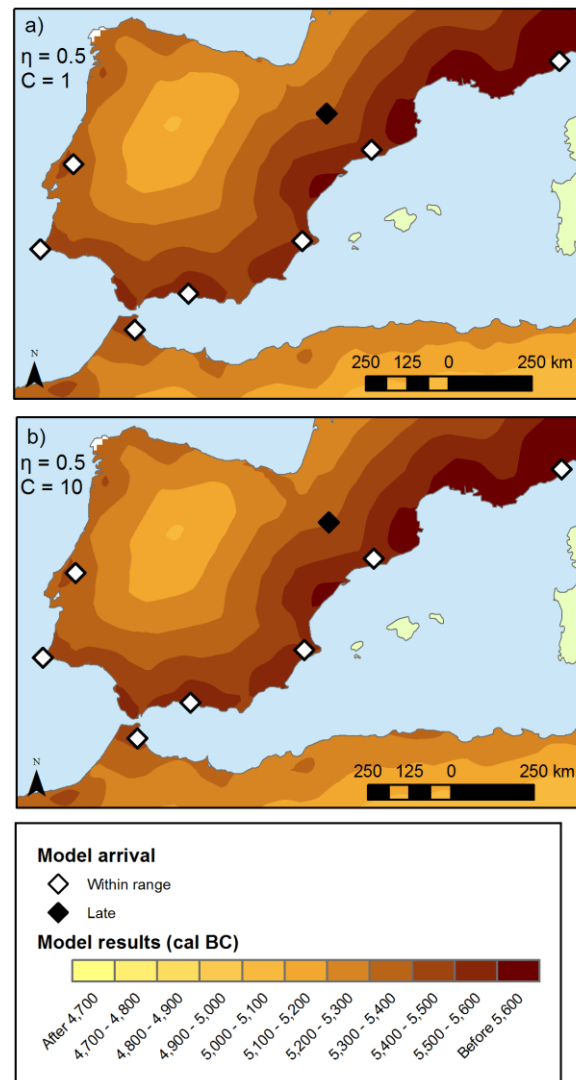 a)
η = 0.5
C = 1
N
250 125 0 250 km
b)
η = 0.5
C = 10
N
250 125 0 250 km
Model arrival
Within range
Late
Model results (cal BC)
After 4,700
4,700 - 4,800
4,800 - 4,900
4,900 - 5,000
5,000 - 5,100
5,100 - 5,200
5,200 - 5,300
5,300 - 5,400
5,400 - 5,500
5,500 - 5,600
Before 5,600